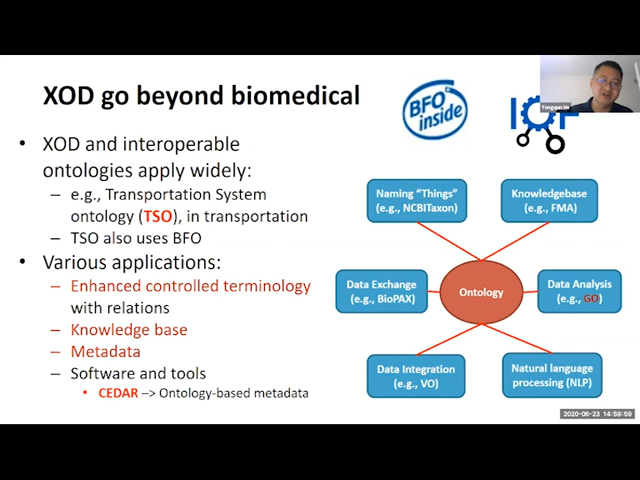 XOD go beyond biomedical
BFO
inside
IOF
• XOD and interoperable
ontologies apply widely:
– e.g., Transportation System
ontology (TSO), in transportation
– TSO also uses BFO
• Various applications:
– Enhanced controlled terminology
with relations
– Knowledge base
– Metadata
– Software and tools
• CEDAR –> Ontology-based metadata
Naming “Things”
(e.g., NCBITaxon)
Knowledgebase
(e.g., FMA)
Data Exchange
(e.g., BioPAX)
Ontology
Data Analysis
(e.g., GO)
Data Integration
(e.g., VO)
Natural language
processing (NLP)
2020-06-23 14:59:59